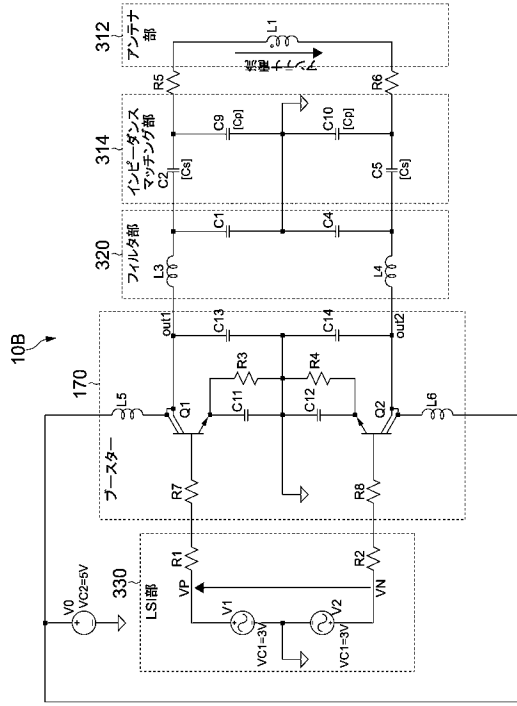 10B
170
ブースター
330
LSI部
320
フィルタ部
314
インピーダンス
マッチング部
312
アンテナ
部
V0
VC2=5V
L5
Q1
R7
R1
VP
V1
VC1=3V
V2
VC1=3V
VN
R2
R8
Q2
L6
C11
R3
C12
R4
C13
C14
out1
out2
L3
L4
C1
C4
C2
[Cs]
C5
[Cs]
C9
[Cp]
C10
[Cp]
R5
R6
L1
アンテナ電流